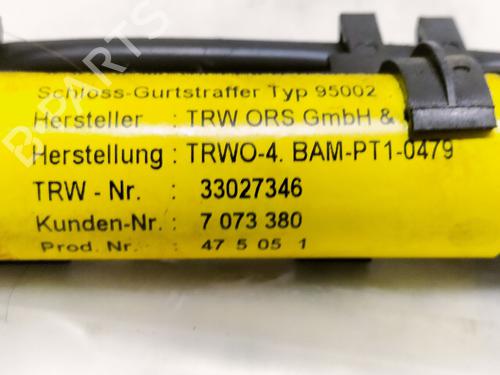 Schloss-Gurtstraffer Typ 95002
Hersteller : TRW ORS GmbH &
Herstellung : TRWO-4. BAM-PT1-0479
TRW - Nr. : 33027346
Kunden-Nr. : 7 073 380
Prod. Nr. : 47 5 05 1
B-PARTS